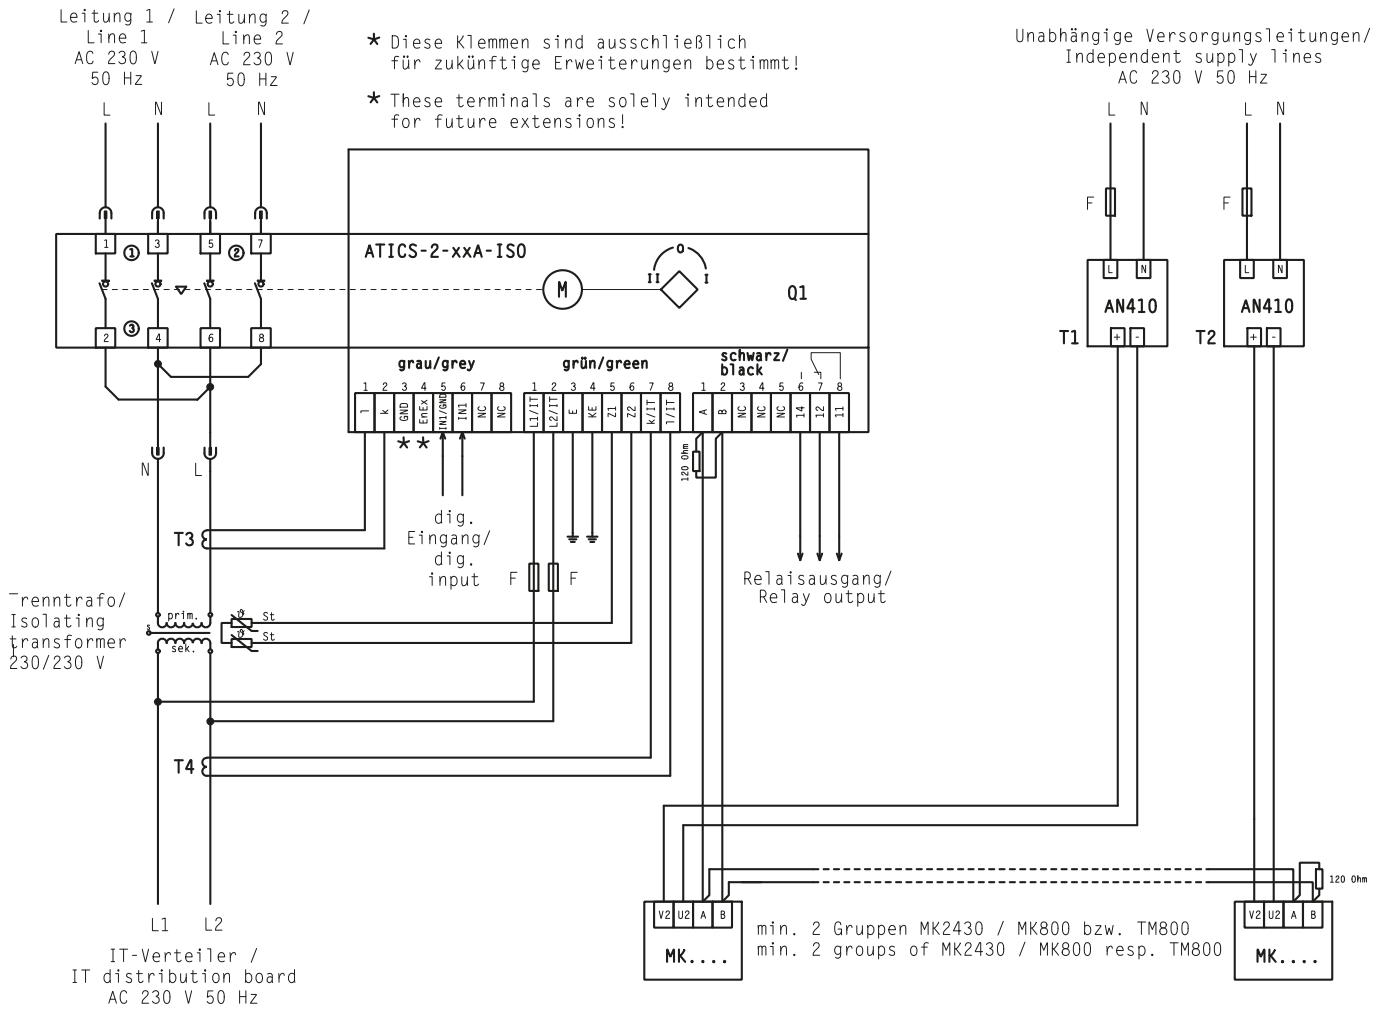 Leitung 1 /
Line 1
AC 230 V
50 Hz
Leitung 2 /
Line 2
AC 230 V
50 Hz
L N L N
* Diese Klemmen sind ausschließlich
für zukünftige Erweiterungen bestimmt!
* These terminals are solely intended
for future extensions!
Unabhängige Versorgungsleitungen/
Independent supply lines
AC 230 V 50 Hz
L N L N
F F
1 3 5 7
① ②
ATICS-2-xxA-ISO
M
II 0 I
Q1
③
2 4 6 8
L N
AN410
T1
+ -
L N
AN410
T2
+ -
grau/grey
1 2 3 4 5 6 7 8
l k GND EnEx IN1/GND IN1 NC NC
* *
grün/green
1 2 3 4 5 6 7 8
L1/IT L2/IT E KE Z1 Z2 k/IT l/IT
schwarz/
black
1 2 3 4 5 6 7 8
A B NC NC NC 14 12 11
120 Ohm
N L
T3
dig.
Eingang/
dig.
input
F F
Relaisausgang/
Relay output
Trenntrafo/
Isolating
transformer
230/230 V
prim.
s
sek.
ϑ St
ϑ St
T4
L1 L2
IT-Verteiler /
IT distribution board
AC 230 V 50 Hz
V2 U2 A B
MK....
min. 2 Gruppen MK2430 / MK800 bzw. TM800
min. 2 groups of MK2430 / MK800 resp. TM800
120 Ohm
V2 U2 A B
MK....